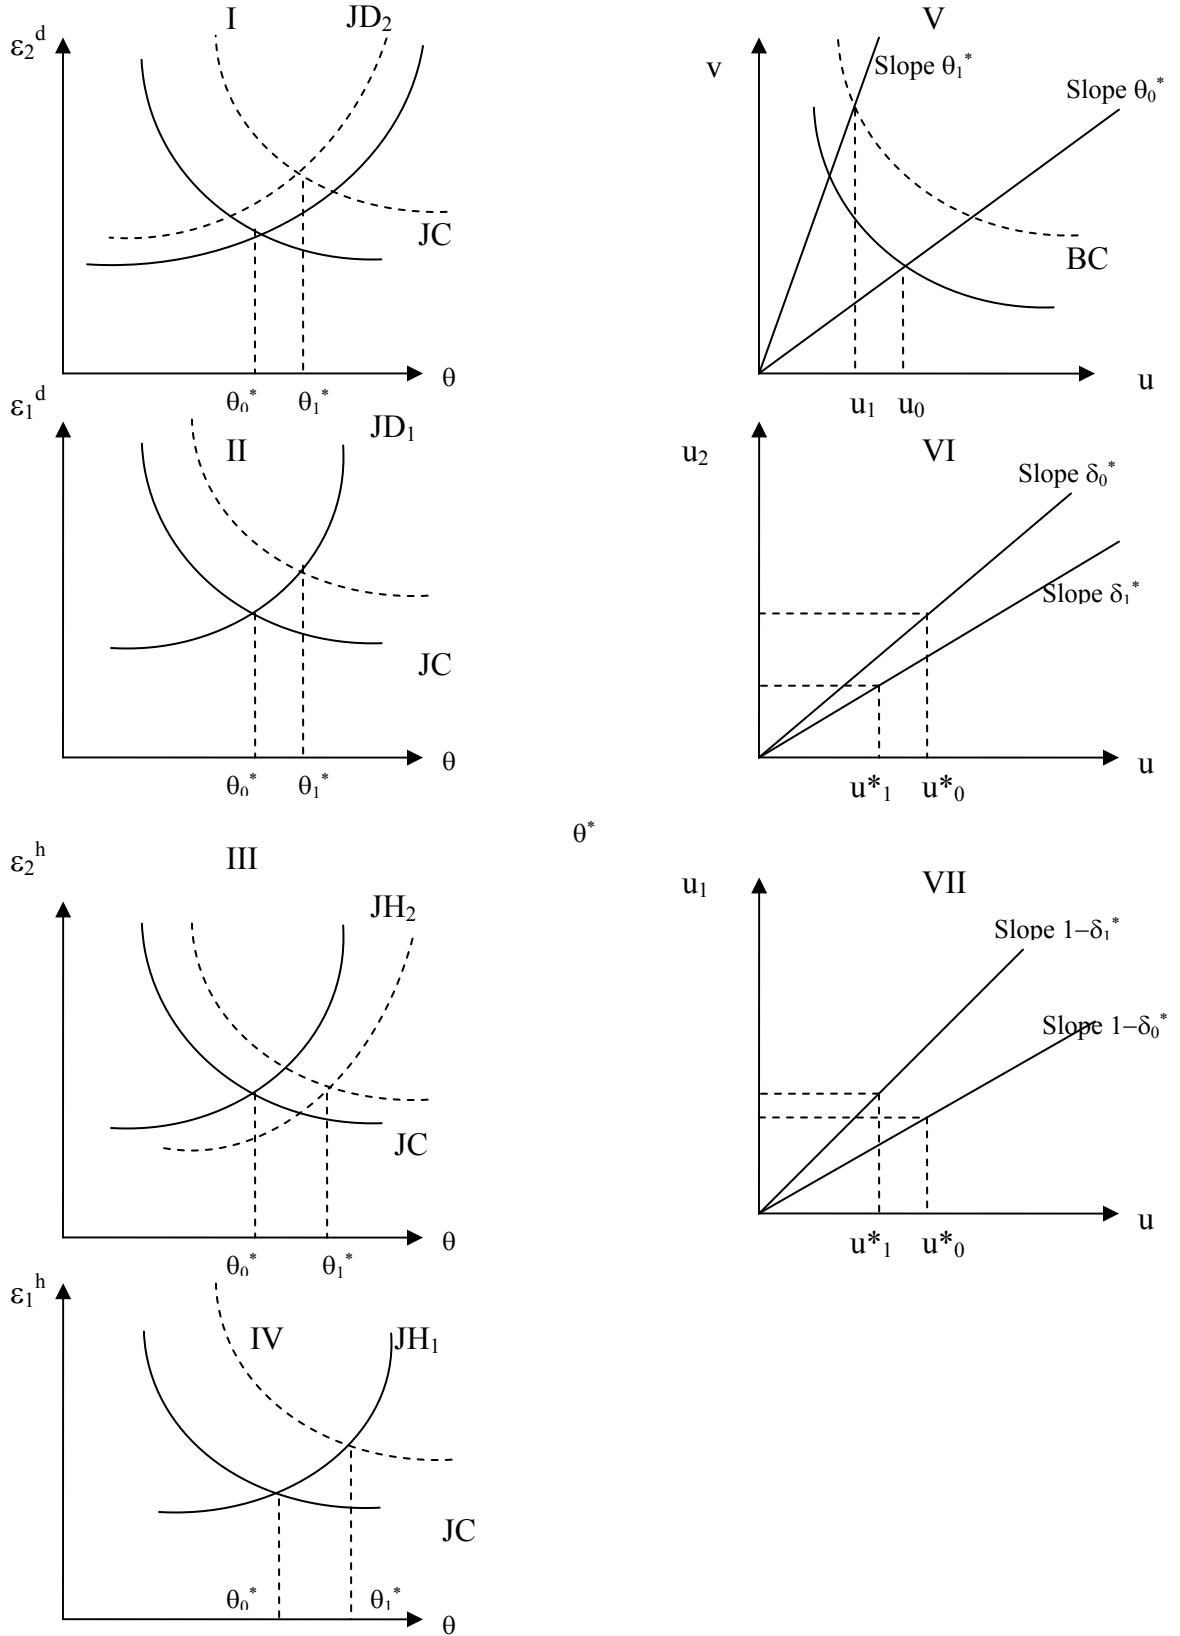 I
JD₂
ε₂ᵈ
JC
θ
θ₀*
θ₁*
V
v
Slope θ₁*
Slope θ₀*
BC
u
u₁
u₀
ε₁ᵈ
II
JD₁
JC
θ
θ₀*
θ₁*
u₂
VI
Slope δ₀*
Slope δ₁*
u
u*₁
u*₀
θ*
ε₂ʰ
III
JH₂
JC
θ
θ₀*
θ₁*
u₁
VII
Slope 1−δ₁*
Slope 1−δ₀*
u
u*₁
u*₀
ε₁ʰ
IV
JH₁
JC
θ₀*
θ₁*
θ